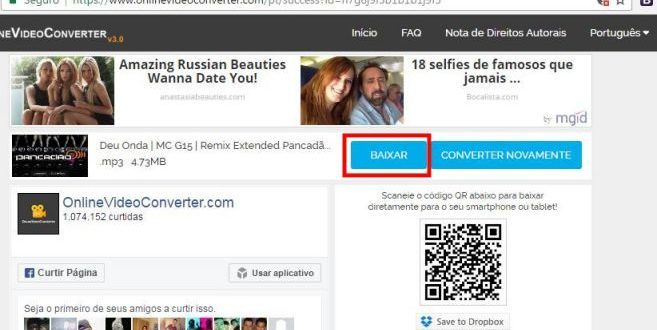 Seguro
https://www.onlinevideoconverter.com/pt/success?id=h7g6j9i5b1b1b1j9f5
NEVIDEOCONVERTER v3.0
Início FAQ Nota de Direitos Autorais Português
Amazing Russian Beauties
Wanna Date You!
anastasiabeauties.com
18 selfies de famosos que
jamais ...
Bocalista.com
by mgid
PANCADÃO
Deu Onda | MC G15 | Remix Extended Pancadã...
.mp3 4.73MB
BAIXAR
CONVERTER NOVAMENTE
OnlineVideoConverter.com
1.074.152 curtidas
Curtir Página
Usar aplicativo
Seja o primeiro de seus amigos a curtir isso.
Scaneie o código QR abaixo para baixar
diretamente para o seu smartphone ou tablet!
Save to Dropbox